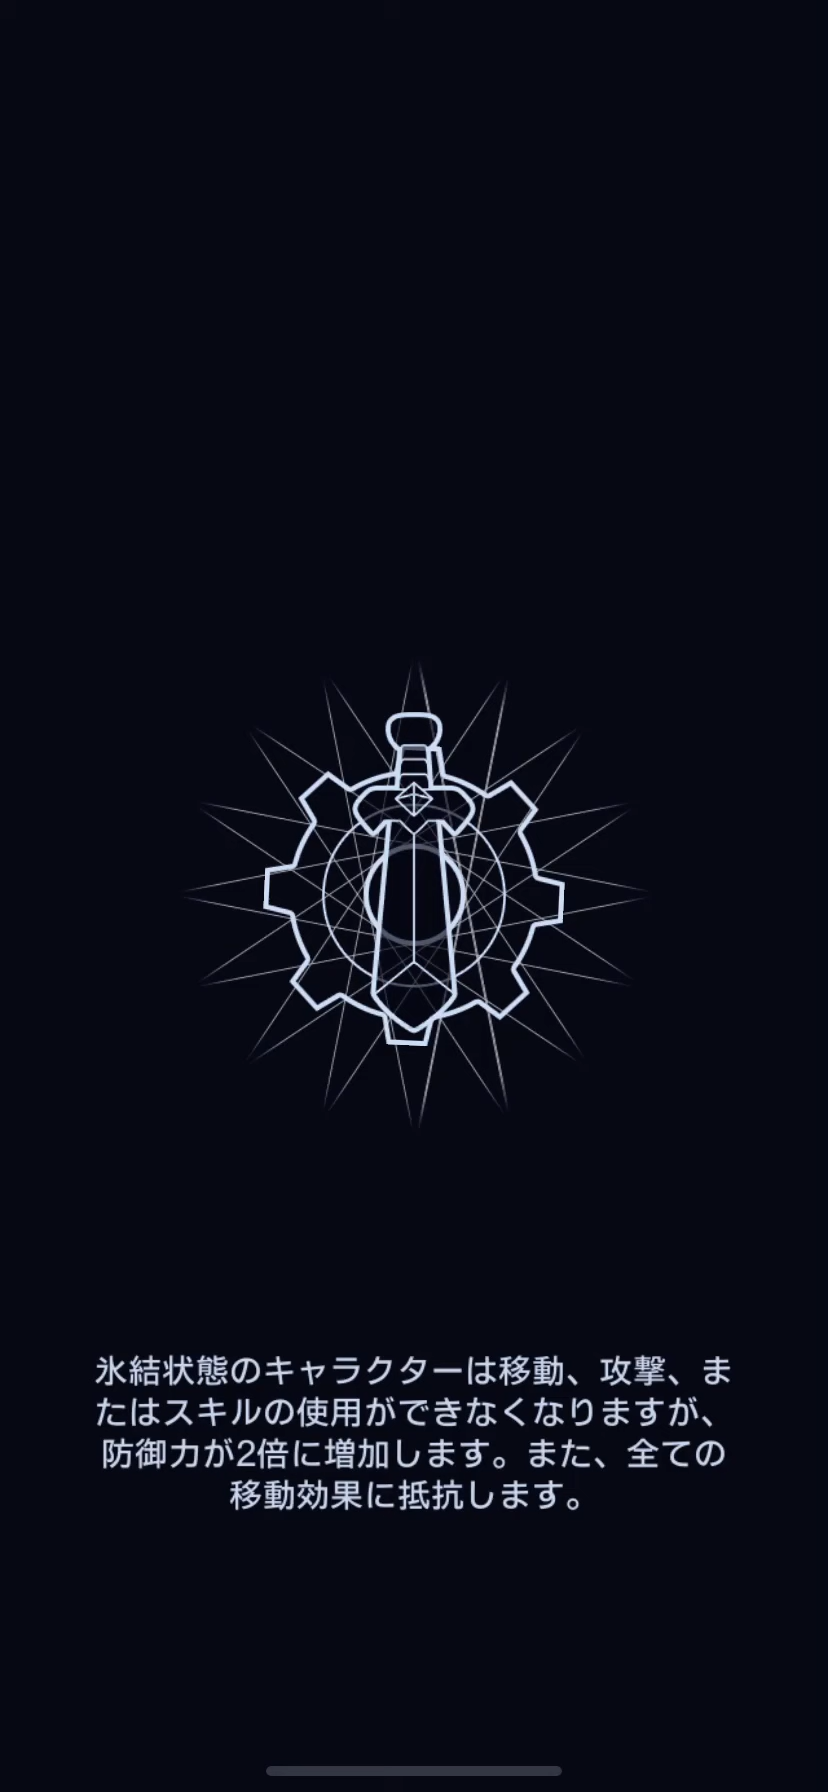 氷結状態のキャラクターは移動、攻撃、ま
たはスキルの使用ができなくなりますが、
防御力が2倍に増加します。また、全ての
移動効果に抵抗します。